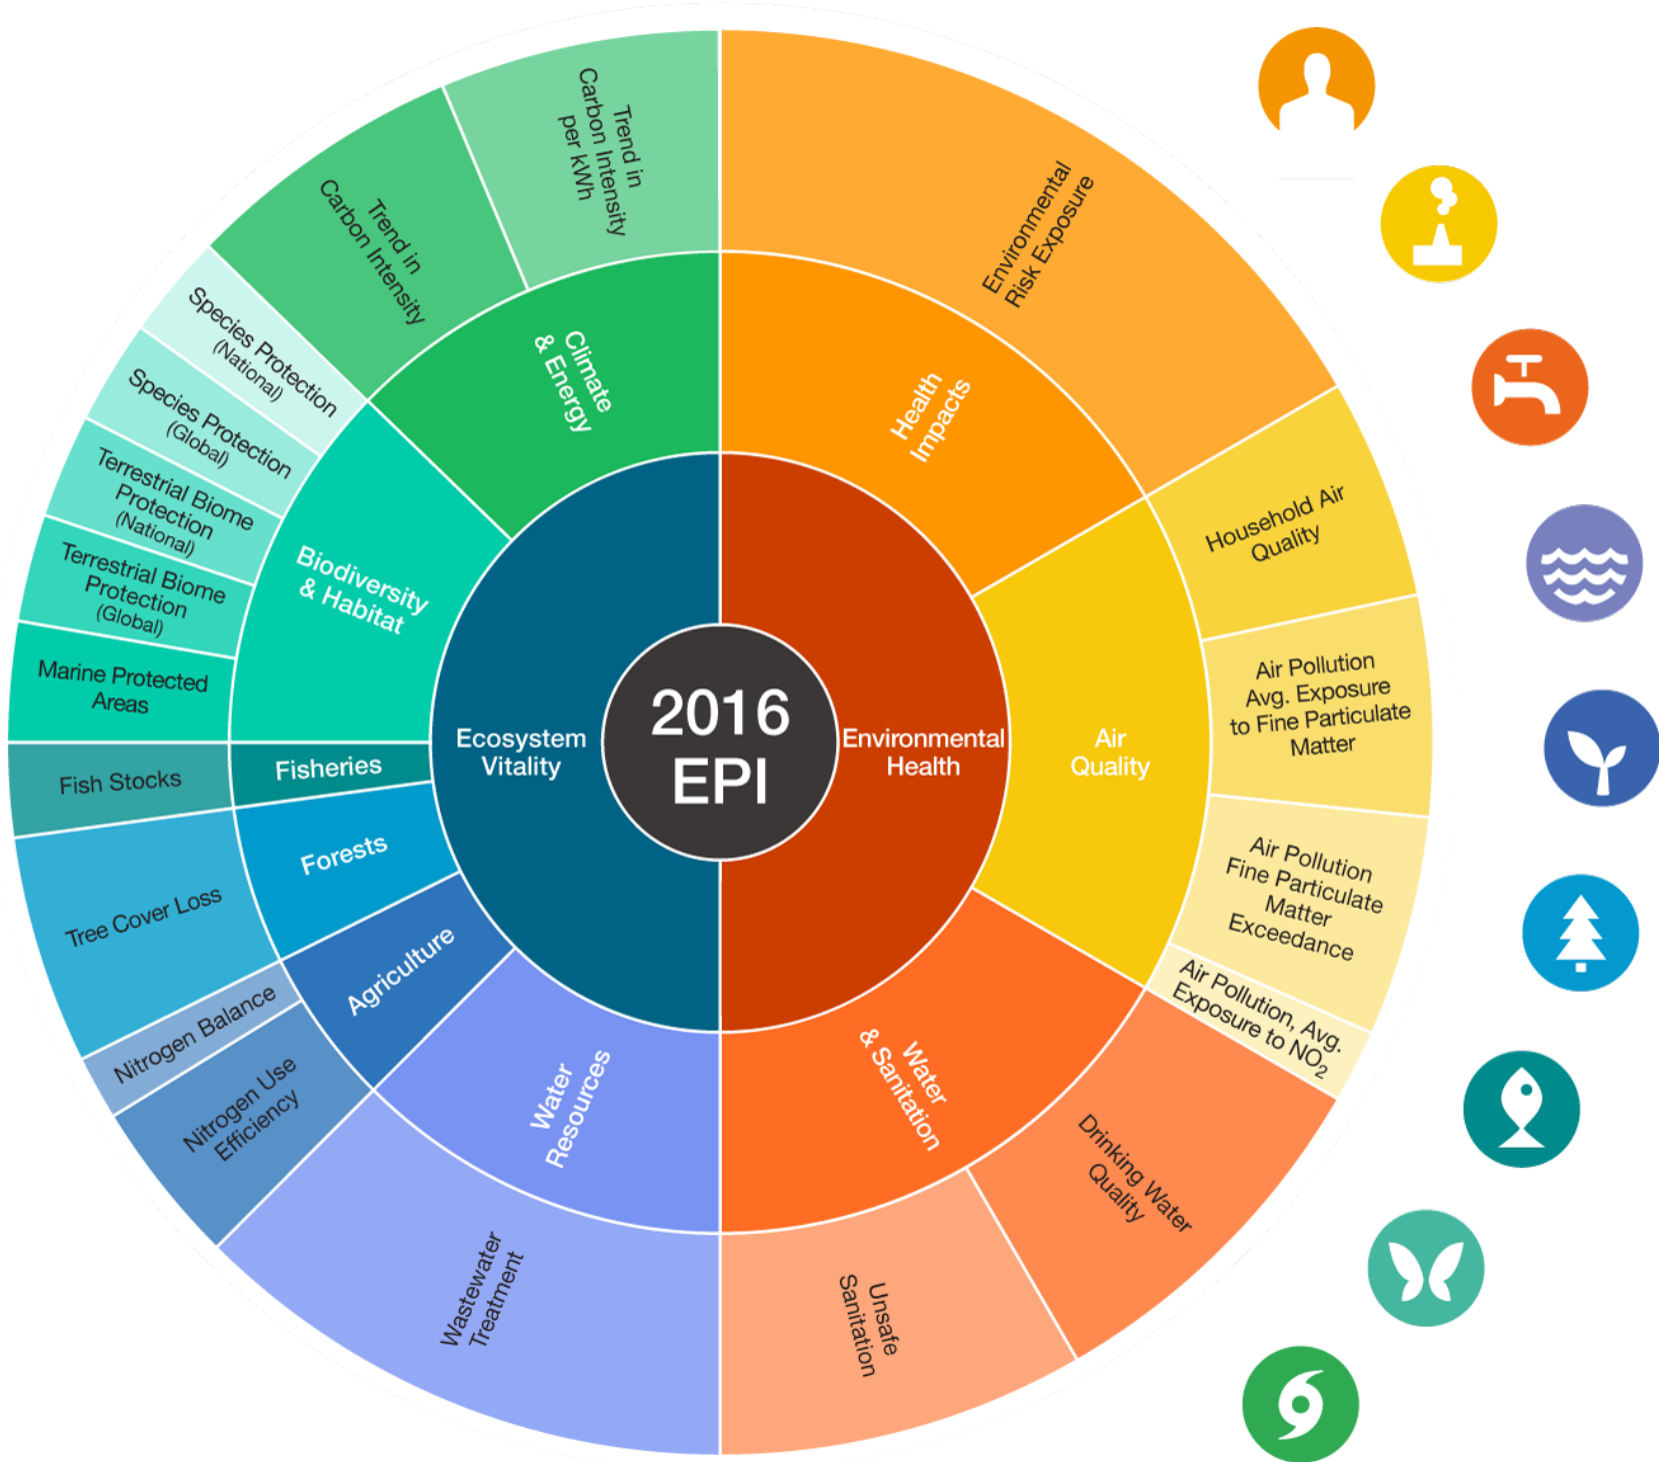 2016
EPI
Environmental
Health
Ecosystem
Vitality
Health
Impacts
Air
Quality
Water
& Sanitation
Water
Resources
Agriculture
Forests
Fisheries
Biodiversity
& Habitat
Climate
& Energy
Environmental
Risk Exposure
Household Air
Quality
Air Pollution
Avg. Exposure
to Fine Particulate
Matter
Air Pollution
Fine Particulate
Matter
Exceedance
Air Pollution, Avg.
Exposure to NO₂
Drinking Water
Quality
Unsafe
Sanitation
Wastewater
Treatment
Nitrogen Use
Efficiency
Nitrogen Balance
Tree Cover Loss
Fish Stocks
Marine Protected
Areas
Terrestrial Biome
Protection
(Global)
Terrestrial Biome
Protection
(National)
Species Protection
(Global)
Species Protection
(National)
Trend in
Carbon Intensity
Trend in
Carbon Intensity
per kWh